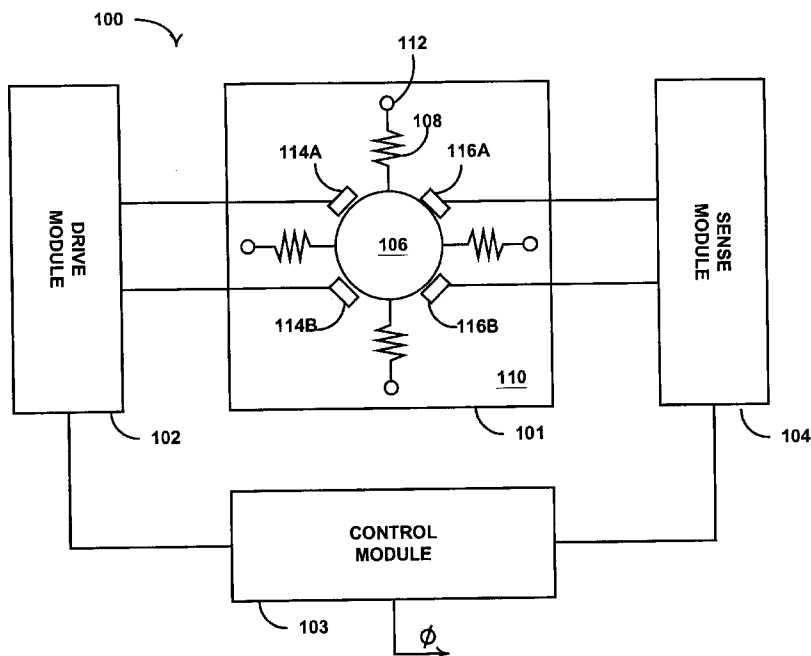 100
112
108
114A
116A
DRIVE
MODULE
106
SENSE
MODULE
114B
116B
110
102
101
104
CONTROL
MODULE
103
ϕ